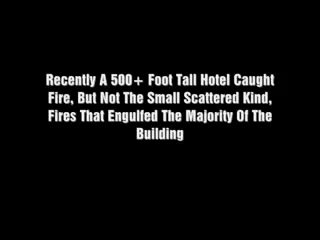 Recently A 500+ Foot Tall Hotel Caught
Fire, But Not The Small Scattered Kind,
Fires That Engulfed The Majority Of The
Building